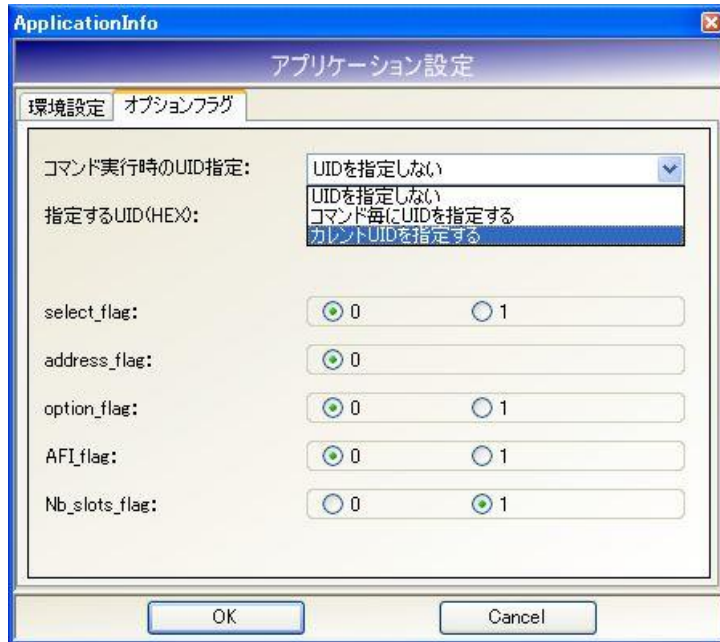 ApplicationInfo
アプリケーション設定
環境設定 オプションフラグ
コマンド実行時のUID指定: UIDを指定しない
UIDを指定しない
指定するUID(HEX): コマンド毎にUIDを指定する
カレントUIDを指定する
select_flag: 0 1
address_flag: 0
option_flag: 0 1
AFI_flag: 0 1
Nb_slots_flag: 0 1
OK Cancel